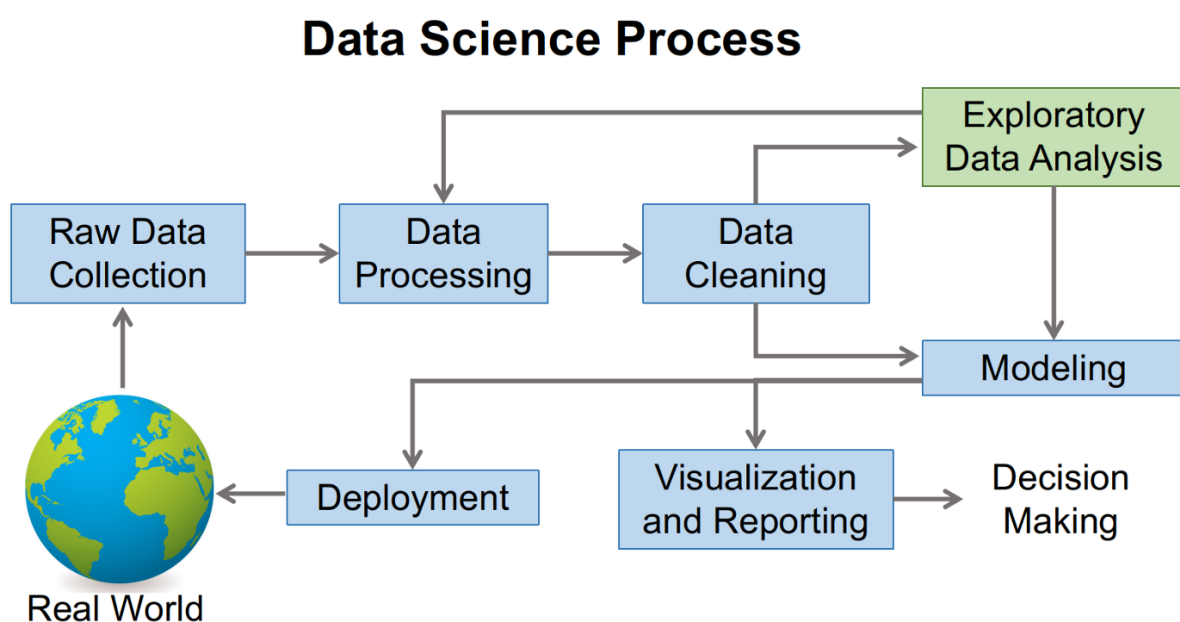 Data Science Process
Exploratory
Data Analysis
Raw Data
Collection
Data
Processing
Data
Cleaning
Modeling
Deployment
Visualization
and Reporting
Decision
Making
Real World